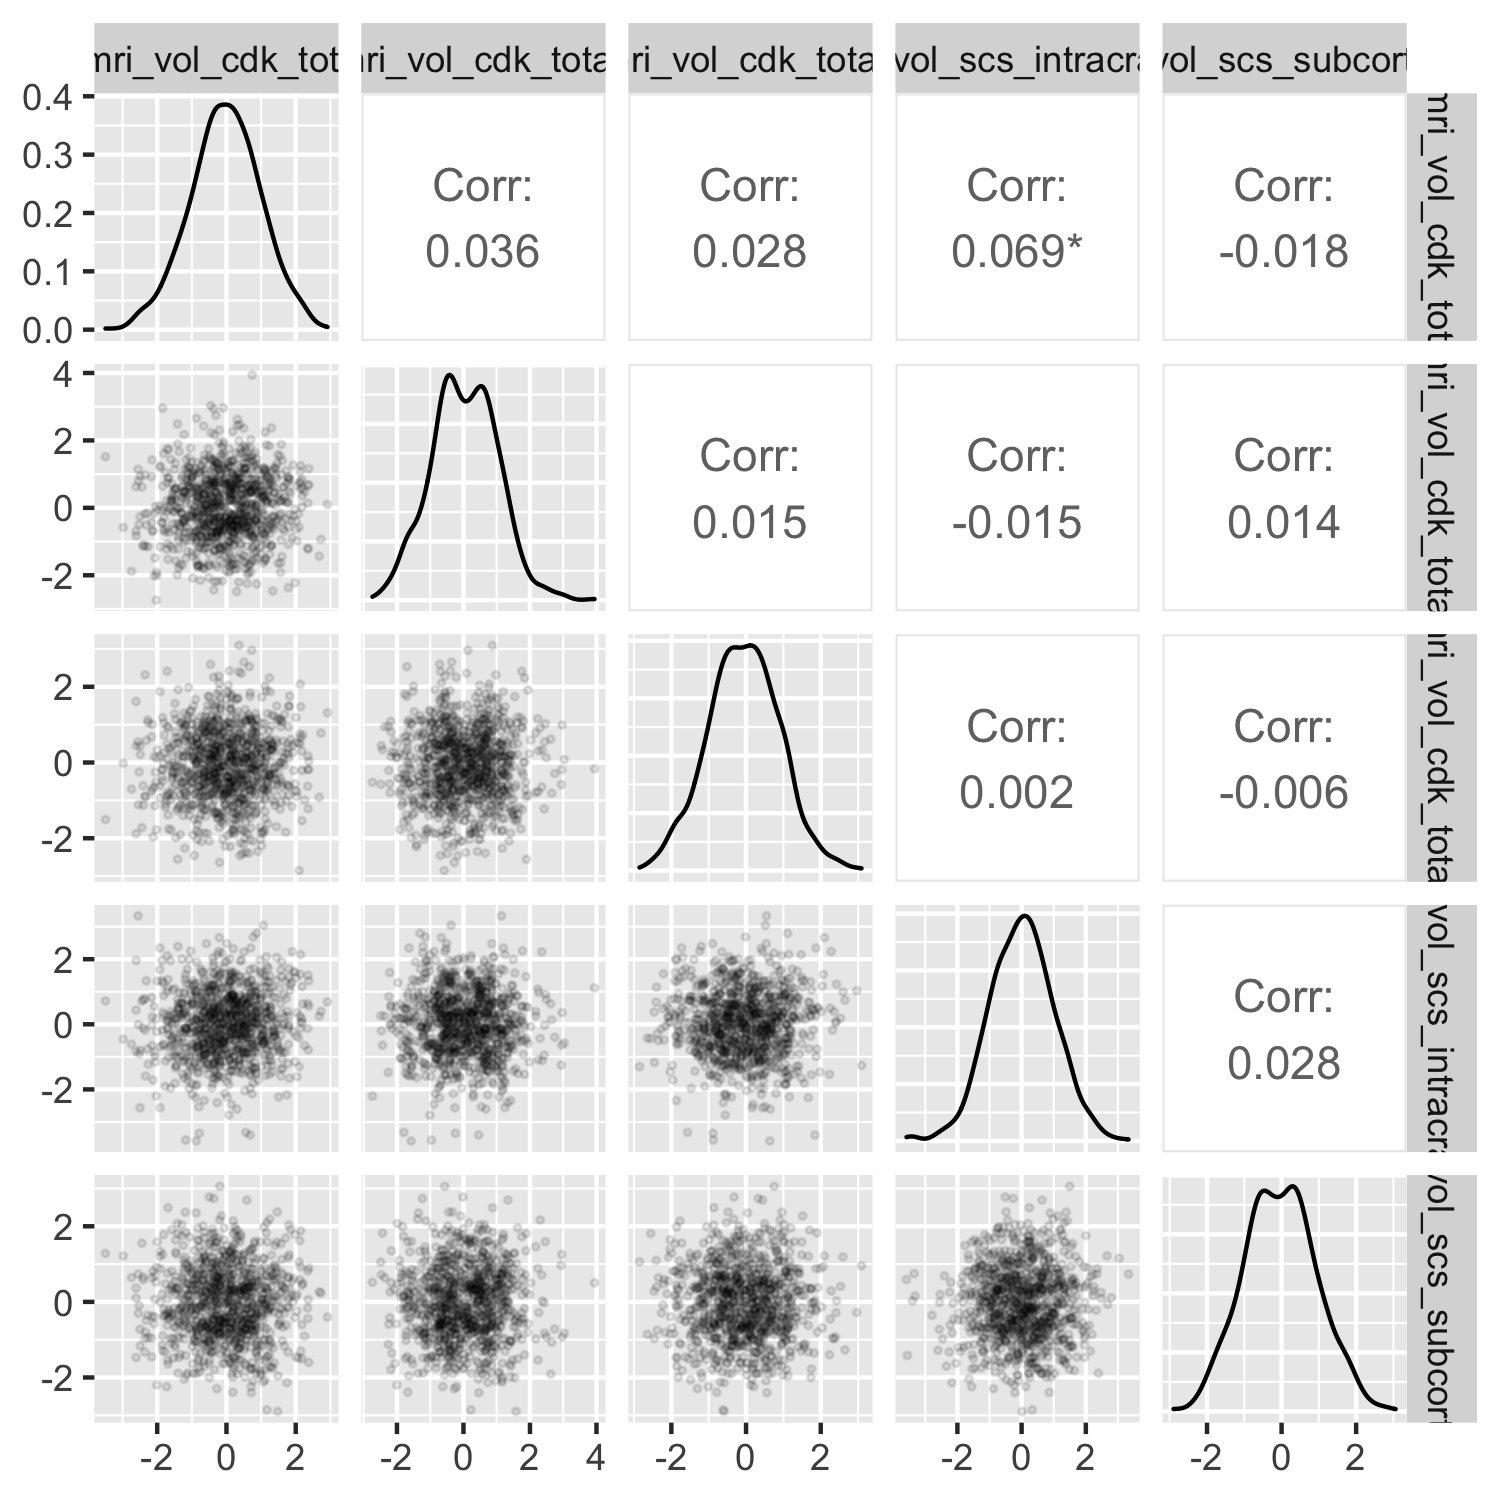 mri_vol_cdk_tot ri_vol_cdk_tota ri_vol_cdk_tota vol_scs_intracra vol_scs_subcort
0.4
0.3
0.2
0.1
0.0
Corr:
0.036
Corr:
0.028
Corr:
0.069*
Corr:
-0.018
mri_vol_cdk_tot
4
2
0
-2
Corr:
0.015
Corr:
-0.015
Corr:
0.014
ri_vol_cdk_tota
2
0
-2
Corr:
0.002
Corr:
-0.006
ri_vol_cdk_tota
2
0
-2
Corr:
0.028
vol_scs_intracra
2
0
-2
vol_scs_subcort
-2 0 2 -2 0 2 4 -2 0 2 -2 0 2 -2 0 2